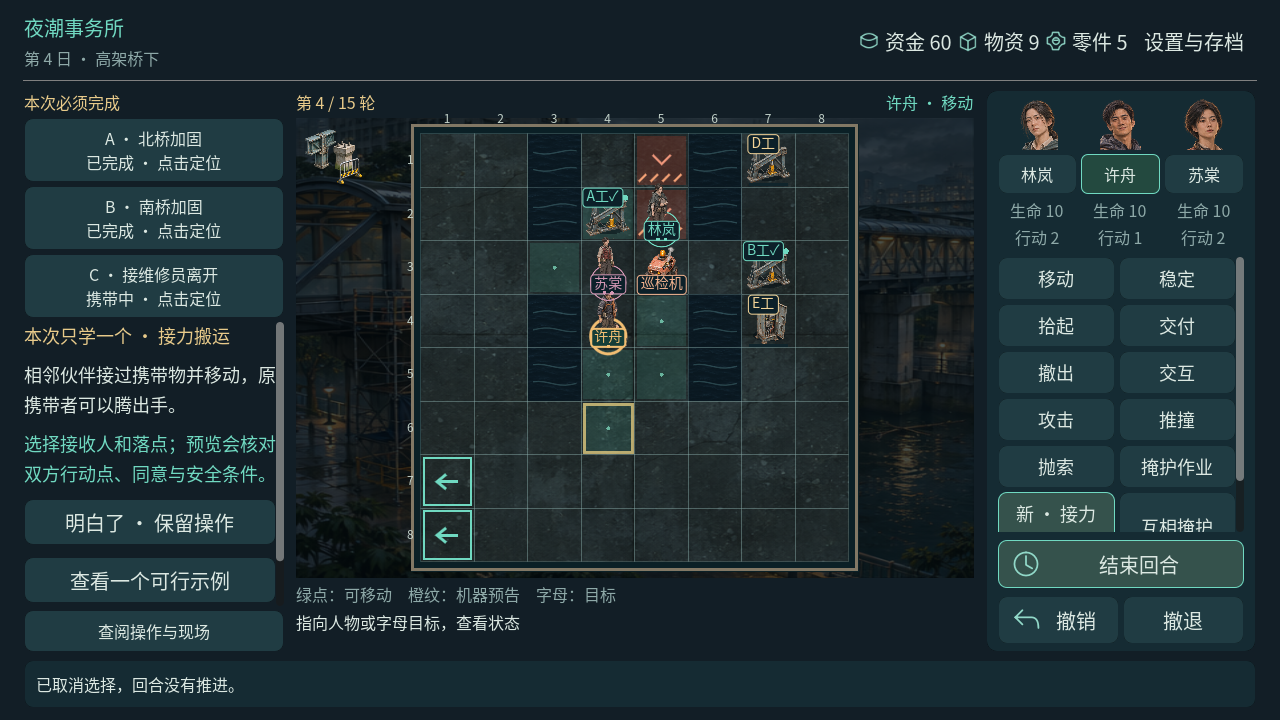 夜潮事务所
第 4 日 · 高架桥下
资金 60
物资 9
零件 5
设置与存档
本次必须完成
A · 北桥加固
已完成 · 点击定位
B · 南桥加固
已完成 · 点击定位
C · 接维修员离开
携带中 · 点击定位
本次只学一个 · 接力搬运
相邻伙伴接过携带物并移动，原
携带者可以腾出手。
选择接收人和落点；预览会核对
双方行动点、同意与安全条件。
明白了 · 保留操作
查看一个可行示例
查阅操作与现场
第 4 / 15 轮
许舟 · 移动
1 2 3 4 5 6 7 8
1
D工
2
A工✓
林岚
3
苏棠
巡检机
B工✓
4
许舟
E工
5
6
7
8
绿点：可移动 橙纹：机器预告 字母：目标
指向人物或字母目标，查看状态
林岚
许舟
苏棠
生命 10
生命 10
生命 10
行动 2
行动 1
行动 2
移动
稳定
拾起
交付
撤出
交互
攻击
推撞
抛索
掩护作业
新 · 接力
互相掩护
结束回合
撤销
撤退
已取消选择，回合没有推进。